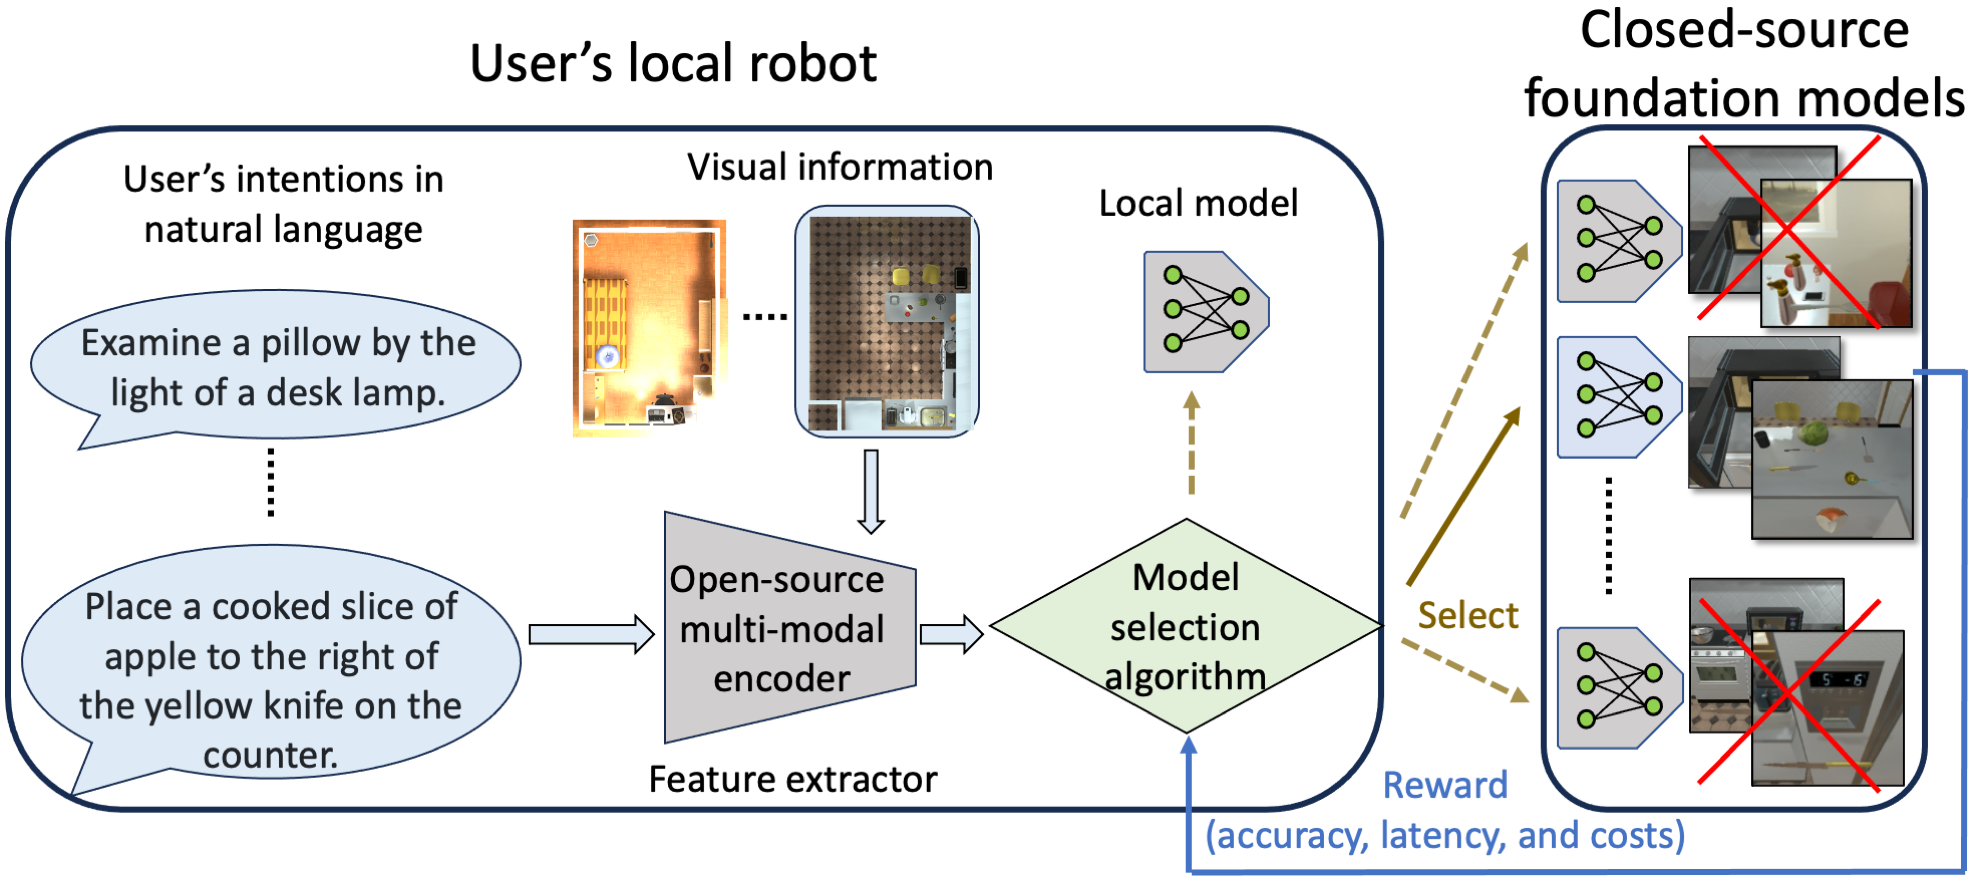 User’s local robot
Closed-source
foundation models
User’s intentions in
natural language
Visual information
Local model
Examine a pillow by the
light of a desk lamp.
Place a cooked slice of
apple to the right of
the yellow knife on the
counter.
Open-source
multi-modal
encoder
Feature extractor
Model
selection
algorithm
Select
Reward
(accuracy, latency, and costs)